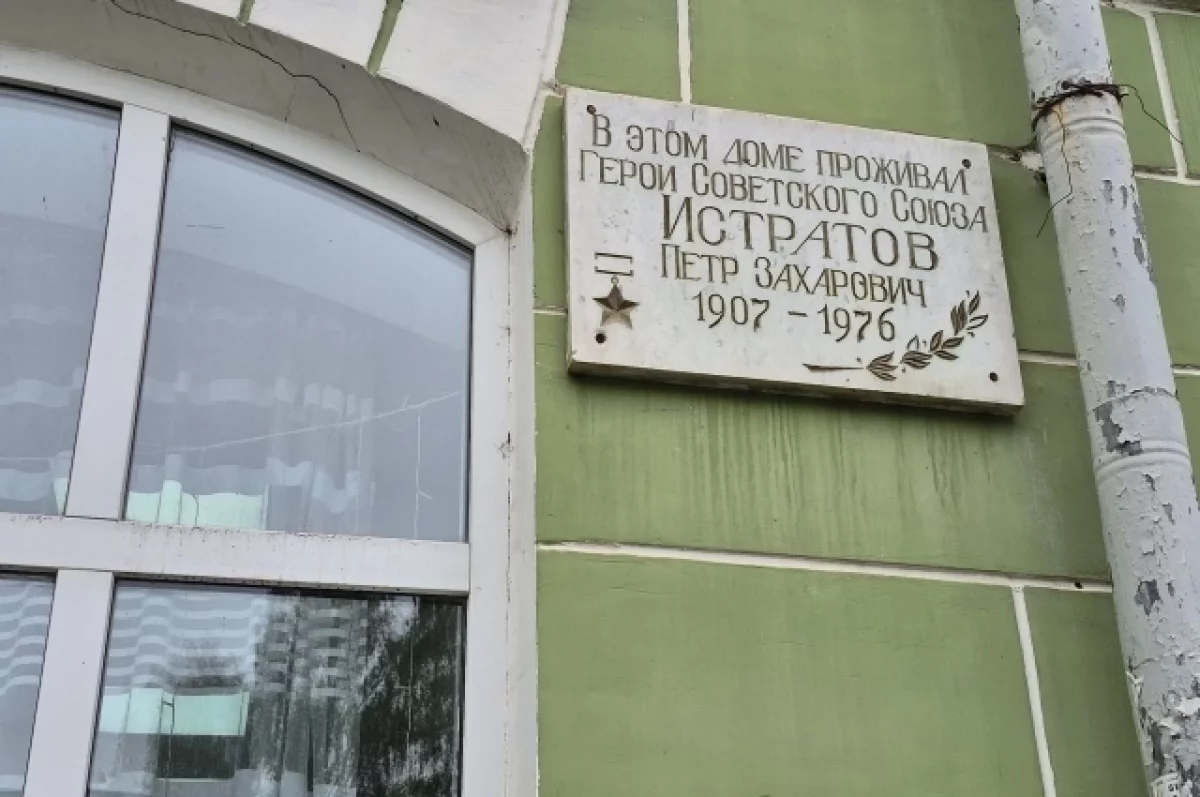 В ЭТОМ ДОМЕ ПРОЖИВАЛ
ГЕРОИ СОВЕТСКОГО СОЮЗА
ИСТРАТОВ
ПЕТР ЗАХАРОВИЧ
1907 - 1976